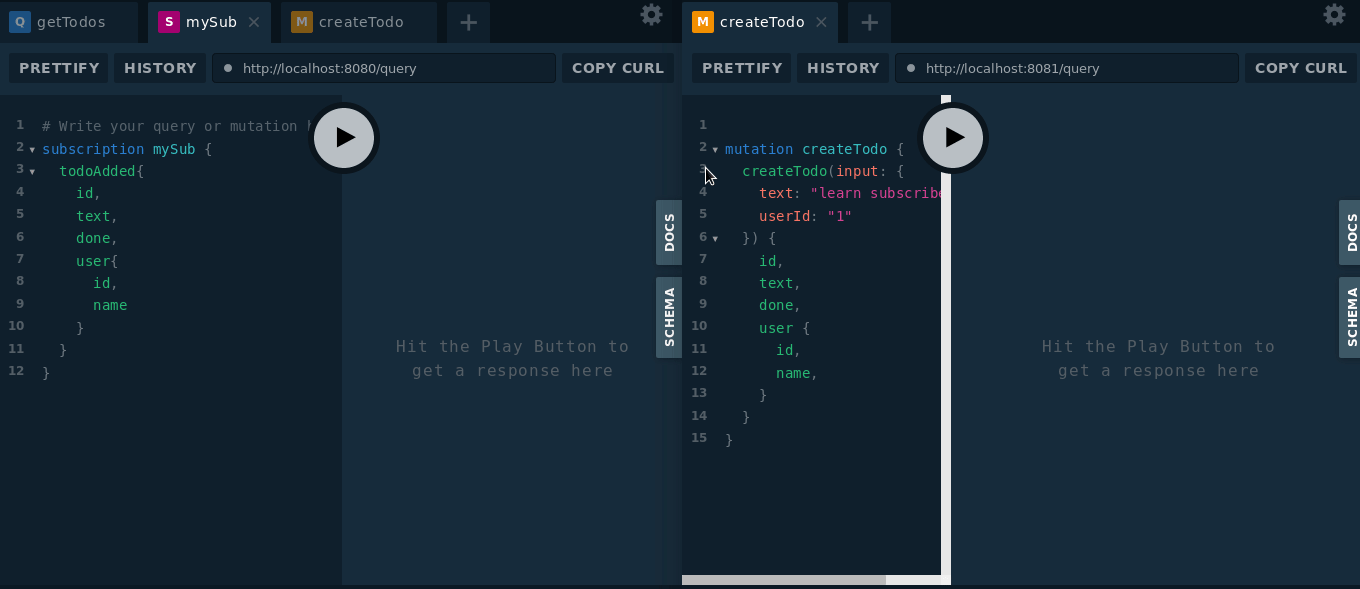 Q getTodos
S mySub ×
M createTodo
+
PRETTIFY HISTORY http://localhost:8080/query COPY CURL
1 # Write your query or mutation
2 subscription mySub {
3 todoAdded{
4 id,
5 text,
6 done,
7 user{
8 id,
9 name
10 }
11 }
12 }
Hit the Play Button to
get a response here
DOCS
SCHEMA
M createTodo ×
+
PRETTIFY HISTORY http://localhost:8081/query COPY CURL
1
2 mutation createTodo {
3 createTodo(input: {
4 text: "learn subscribe
5 userId: "1"
6 }) {
7 id,
8 text,
9 done,
10 user {
11 id,
12 name,
13 }
14 }
15 }
Hit the Play Button to
get a response here
DOCS
SCHEMA